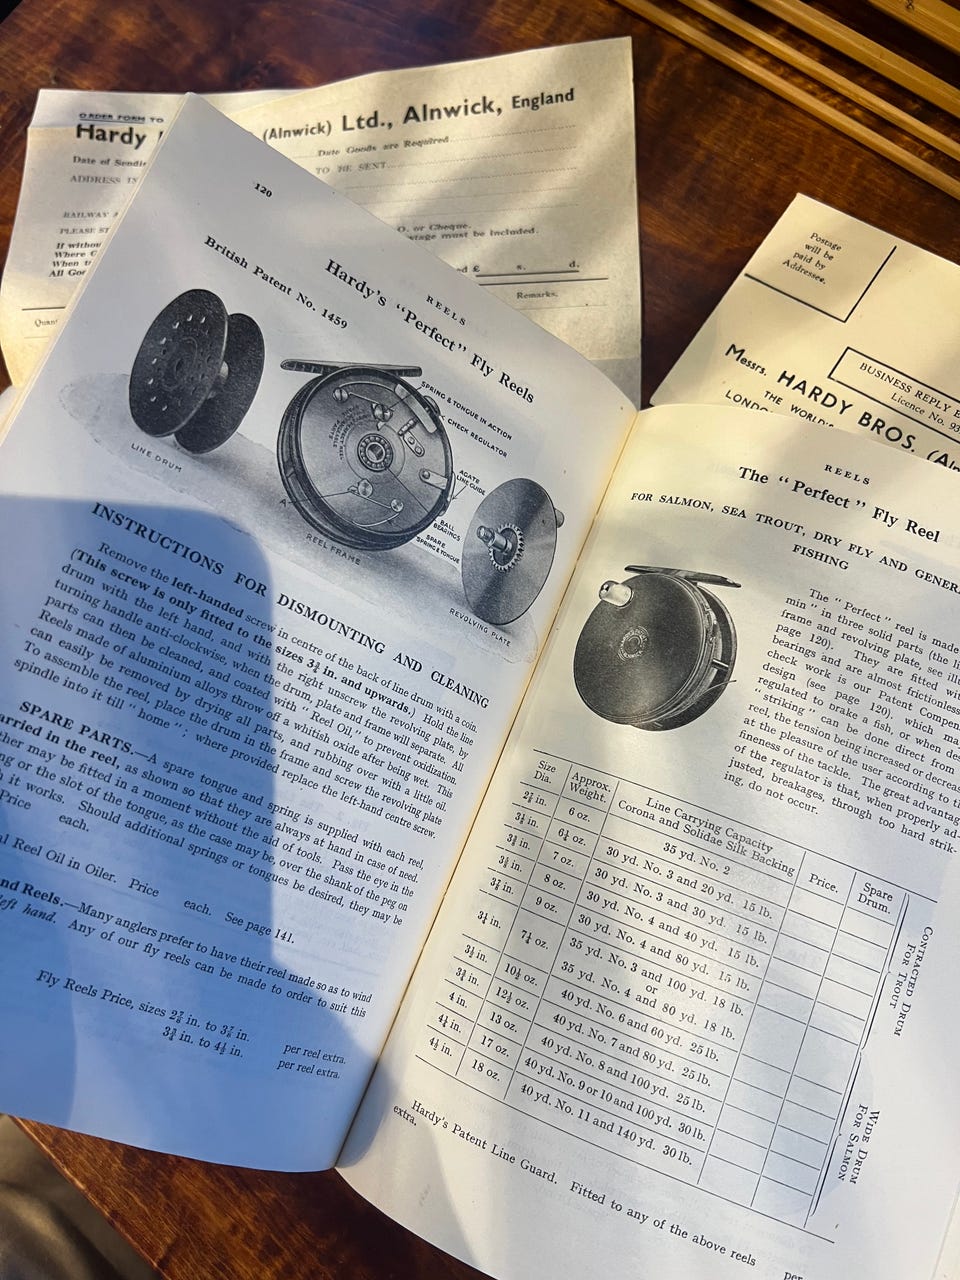 ORDER FORM TO
Hardy
(Alnwick) Ltd., Alnwick, England
Date of Sendi
Date Goods are Required
ADDRESS
TO BE SENT
RAILWAY
PLEASE ST
O. or Cheque.
stage must be included.
If withou
Where
When
All Goo
£ s. d.
Remarks.
Quan
Postage
will be
paid by
Addressee.
BUSINESS REPLY
Licence No. 93
Messrs. HARDY BROS.
THE WORLD'S
LONDO
120
REELS
Hardy's "Perfect" Fly Reels
British Patent No. 1459
LINE DRUM
SPRING & TONGUE IN ACTION
CHECK REGULATOR
AGATE
LINE GUIDE
BALL
BEARINGS
SPARE
SPRING & TONGUE
A
REEL FRAME
REVOLVING PLATE
INSTRUCTIONS FOR DISMOUNTING AND CLEANING
Remove the left-handed screw in centre of the back of line drum with a coin
(This screw is only fitted to the sizes 3¾ in. and upwards.) Hold the line
drum with the left hand, and with the right unscrew the revolving plate, by
turning handle anti-clockwise, when the drum, plate and frame will separate. All
parts can then be cleaned, and coated with "Reel Oil," to prevent oxidization.
Reels made of aluminium alloys throw off a whitish oxide after being wet. This
can easily be removed by drying all parts, and rubbing over with a little oil.
To assemble the reel, place the drum in the frame and screw the revolving plate
spindle into it till "home"; where provided replace the left-hand centre screw.
SPARE PARTS—A spare tongue and spring is supplied with each reel,
arried in the reel, as shown so that they are always at hand in case of need.
ther may be fitted in a moment without the aid of tools. Pass the eye in the
ng or the slot of the tongue, as the case may be, over the shank of the peg on
h it works. Should additional springs or tongues be desired, they may be
Price each.
al Reel Oil in Oiler. Price each. See page 141.
nd Reels.—Many anglers prefer to have their reel made so as to wind
left hand. Any of our fly reels can be made to order to suit this
Fly Reels Price, sizes 2⅞ in. to 3⅞ in. per reel extra.
3¾ in. to 4½ in. per reel extra.
REELS
The "Perfect" Fly Reel
FOR SALMON, SEA TROUT, DRY FLY AND GENER
FISHING
The "Perfect" reel is made
min" in three solid parts (the li
frame and revolving plate, see ill
page 120). They are fitted wit
bearings and are almost frictionless
check work is our Patent Compen
design (see page 120), which ma
regulated to brake a fish, or when de
"striking" can be done direct from
reel, the tension being increased or decrea
at the pleasure of the user according to t
fineness of the tackle. The great advantag
of the regulator is that, when properly ad-
justed, breakages, through too hard strik-
ing, do not occur.
Size Dia. Approx. Weight. Line Carrying Capacity Corona and Solidae Silk Backing Price. Spare Drum.
2⅞ in. 6 oz. 35 yd. No. 2
3⅛ in. 6¼ oz. 30 yd. No. 3 and 20 yd. 15 lb.
3⅜ in. 7 oz. 30 yd. No. 3 and 30 yd. 15 lb.
3⅝ in. 8 oz. 30 yd. No. 4 and 40 yd. 15 lb.
3⅞ in. 9 oz. 30 yd. No. 4 and 80 yd. 15 lb.
3¼ in. 7¼ oz. 35 yd. No. 3 and 100 yd. 18 lb.
or
35 yd. No. 4 and 80 yd. 18 lb.
3½ in. 10½ oz. 40 yd. No. 6 and 60 yd. 25 lb.
3¾ in. 12½ oz. 40 yd. No. 7 and 80 yd. 25 lb.
4 in. 13 oz. 40 yd. No. 8 and 100 yd. 25 lb.
4¼ in. 17 oz. 40 yd. No. 9 or 10 and 100 yd. 30 lb.
4½ in. 18 oz. 40 yd. No. 11 and 140 yd. 30 lb.
CONTRACTED DRUM
FOR TROUT
WIDE DRUM
FOR SALMON
Hardy's Patent Line Guard. Fitted to any of the above reels per
extra.